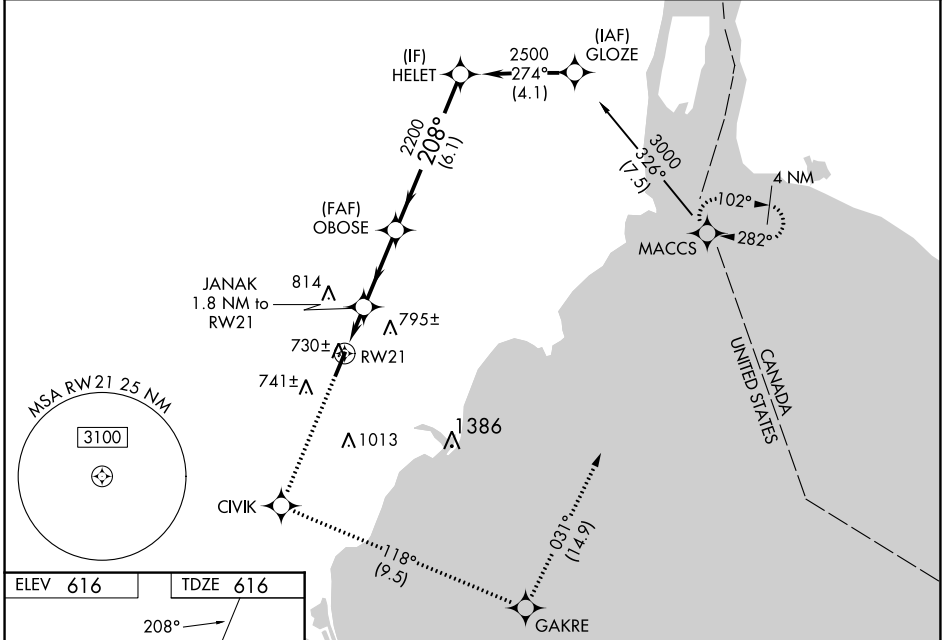 (IF)
HELET
2500
274°
(4.1)
(IAF)
GLOZE
2200
208°
(6.1)
3000
326°
(7.5)
4 NM
102°
282°
MACCS
(FAF)
OBOSE
JANAK
1.8 NM to
RW21
814
795±
730±
RW21
741±
CANADA
UNITED STATES
MSA RW21 25 NM
3100
1013
1386
CIVIK
118°
(9.5)
031°
(14.9)
GAKRE
ELEV 616
TDZE 616
208°